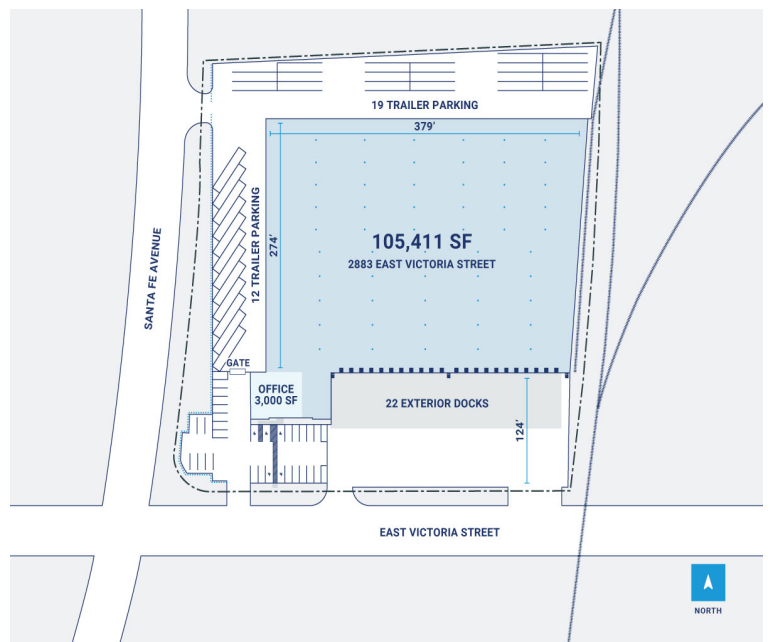 19 TRAILER PARKING
379'
SANTA FE AVENUE
12 TRAILER PARKING
274'
105,411 SF
2883 EAST VICTORIA STREET
GATE
OFFICE
3,000 SF
22 EXTERIOR DOCKS
124'
EAST VICTORIA STREET
NORTH